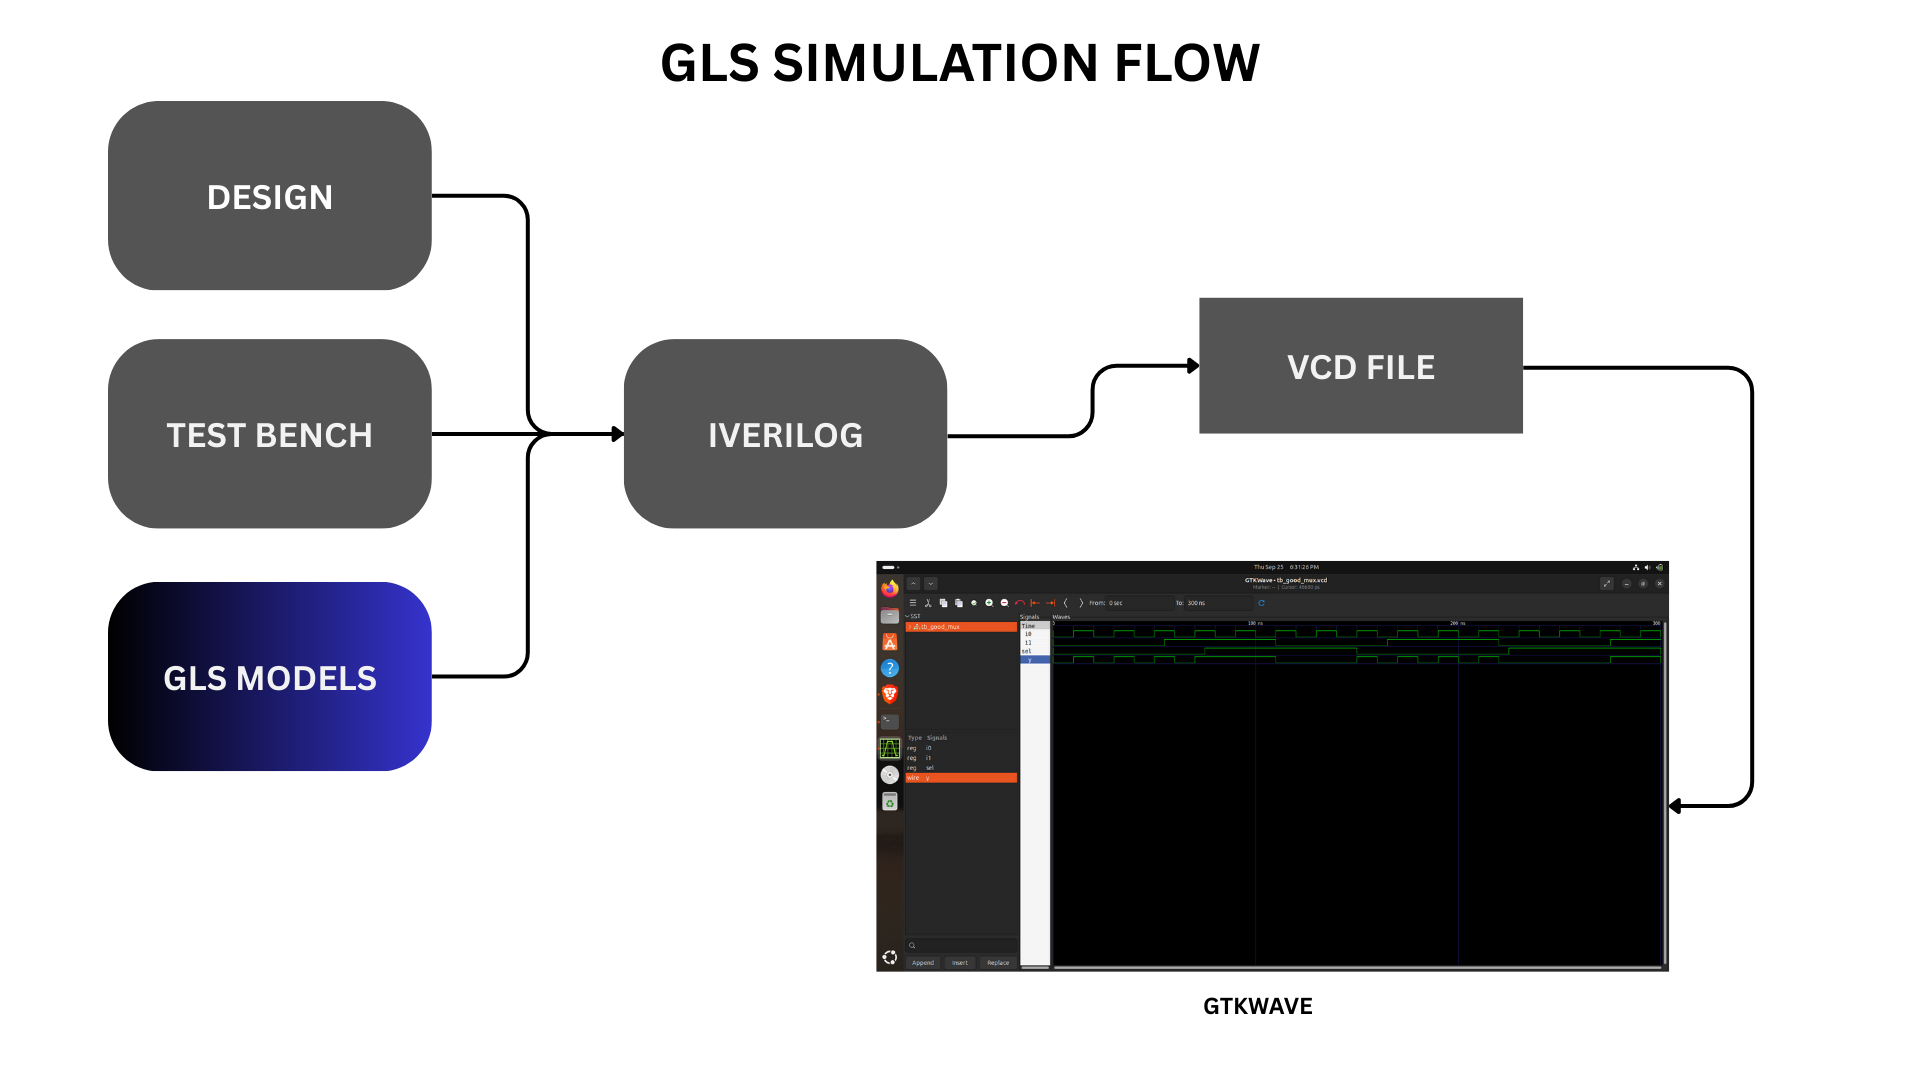 GLS SIMULATION FLOW
DESIGN
TEST BENCH
GLS MODELS
IVERILOG
VCD FILE
Thu Sep 25 6:31:26 PM
GTKWave - tb_good_mux.vcd
From: 0 sec
To: 300 ns
SST
tb_good_mux
Type Signals
reg i0
reg i1
reg sel
wire y
Append Insert Replace
Signals
Time
i0
i1
sel
y
Waves
0 100 ns 200 ns 300
GTKWAVE